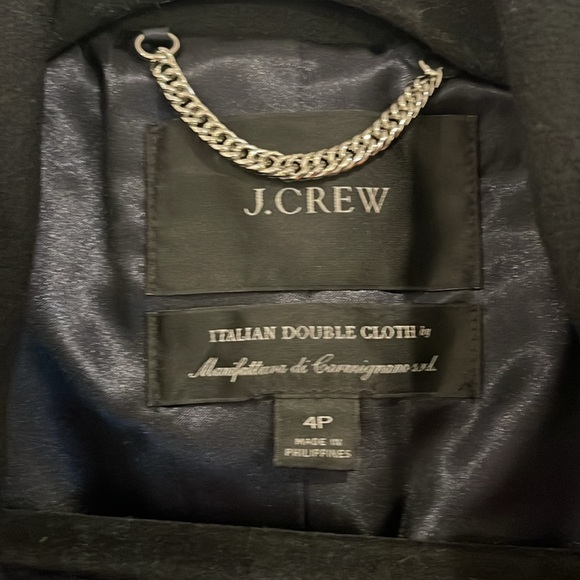 J.CREW
ITALIAN DOUBLE CLOTH by
Manifattura di Carmignano s.r.l
4P
MADE IN
PHILIPPINES